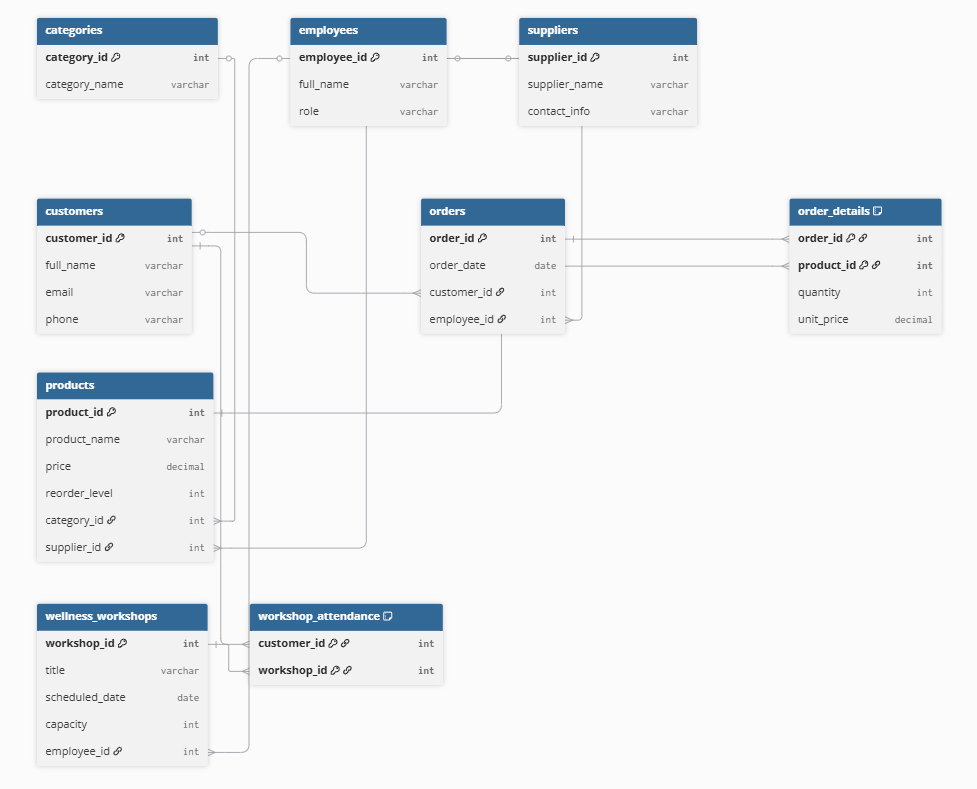 categories
category_id int
category_name varchar
employees
employee_id int
full_name varchar
role varchar
suppliers
supplier_id int
supplier_name varchar
contact_info varchar
customers
customer_id int
full_name varchar
email varchar
phone varchar
orders
order_id int
order_date date
customer_id int
employee_id int
order_details
order_id int
product_id int
quantity int
unit_price decimal
products
product_id int
product_name varchar
price decimal
reorder_level int
category_id int
supplier_id int
wellness_workshops
workshop_id int
title varchar
scheduled_date date
capacity int
employee_id int
workshop_attendance
customer_id int
workshop_id int